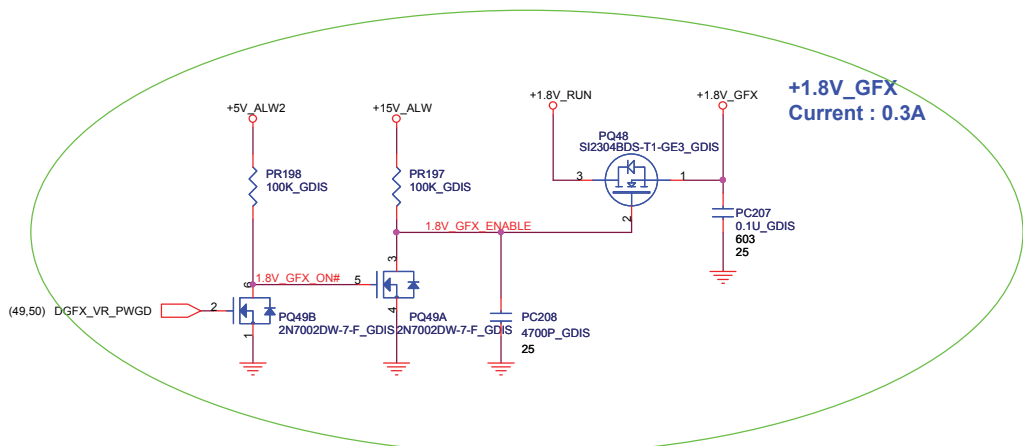 +1.8V_GFX
Current : 0.3A
+5V_ALW2
+15V_ALW
+1.8V_RUN
+1.8V_GFX
PQ48
SI2304BDS-T1-GE3_GDIS
PR198
100K_GDIS
PR197
100K_GDIS
3
1
2
PC207
0.1U_GDIS
603
25
1.8V_GFX_ENABLE
3
1.8V_GFX_ON#
5
6
4
(49,50) DGFX_VR_PWGD
2
1
PQ49B
2N7002DW-7-F_GDIS
PQ49A
2N7002DW-7-F_GDIS
PC208
4700P_GDIS
25